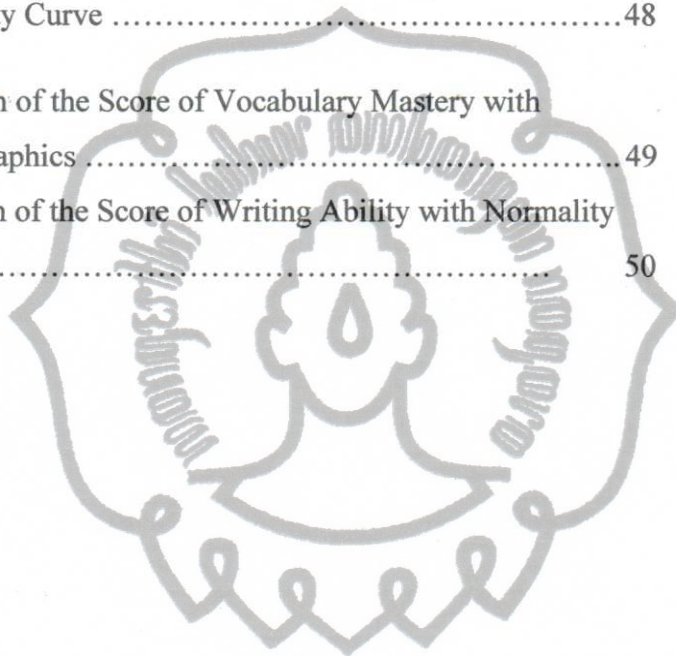 y Curve ..........................................................48
n of the Score of Vocabulary Mastery with
aphics ............................................................49
n of the Score of Writing Ability with Normality
...................................................................... 50